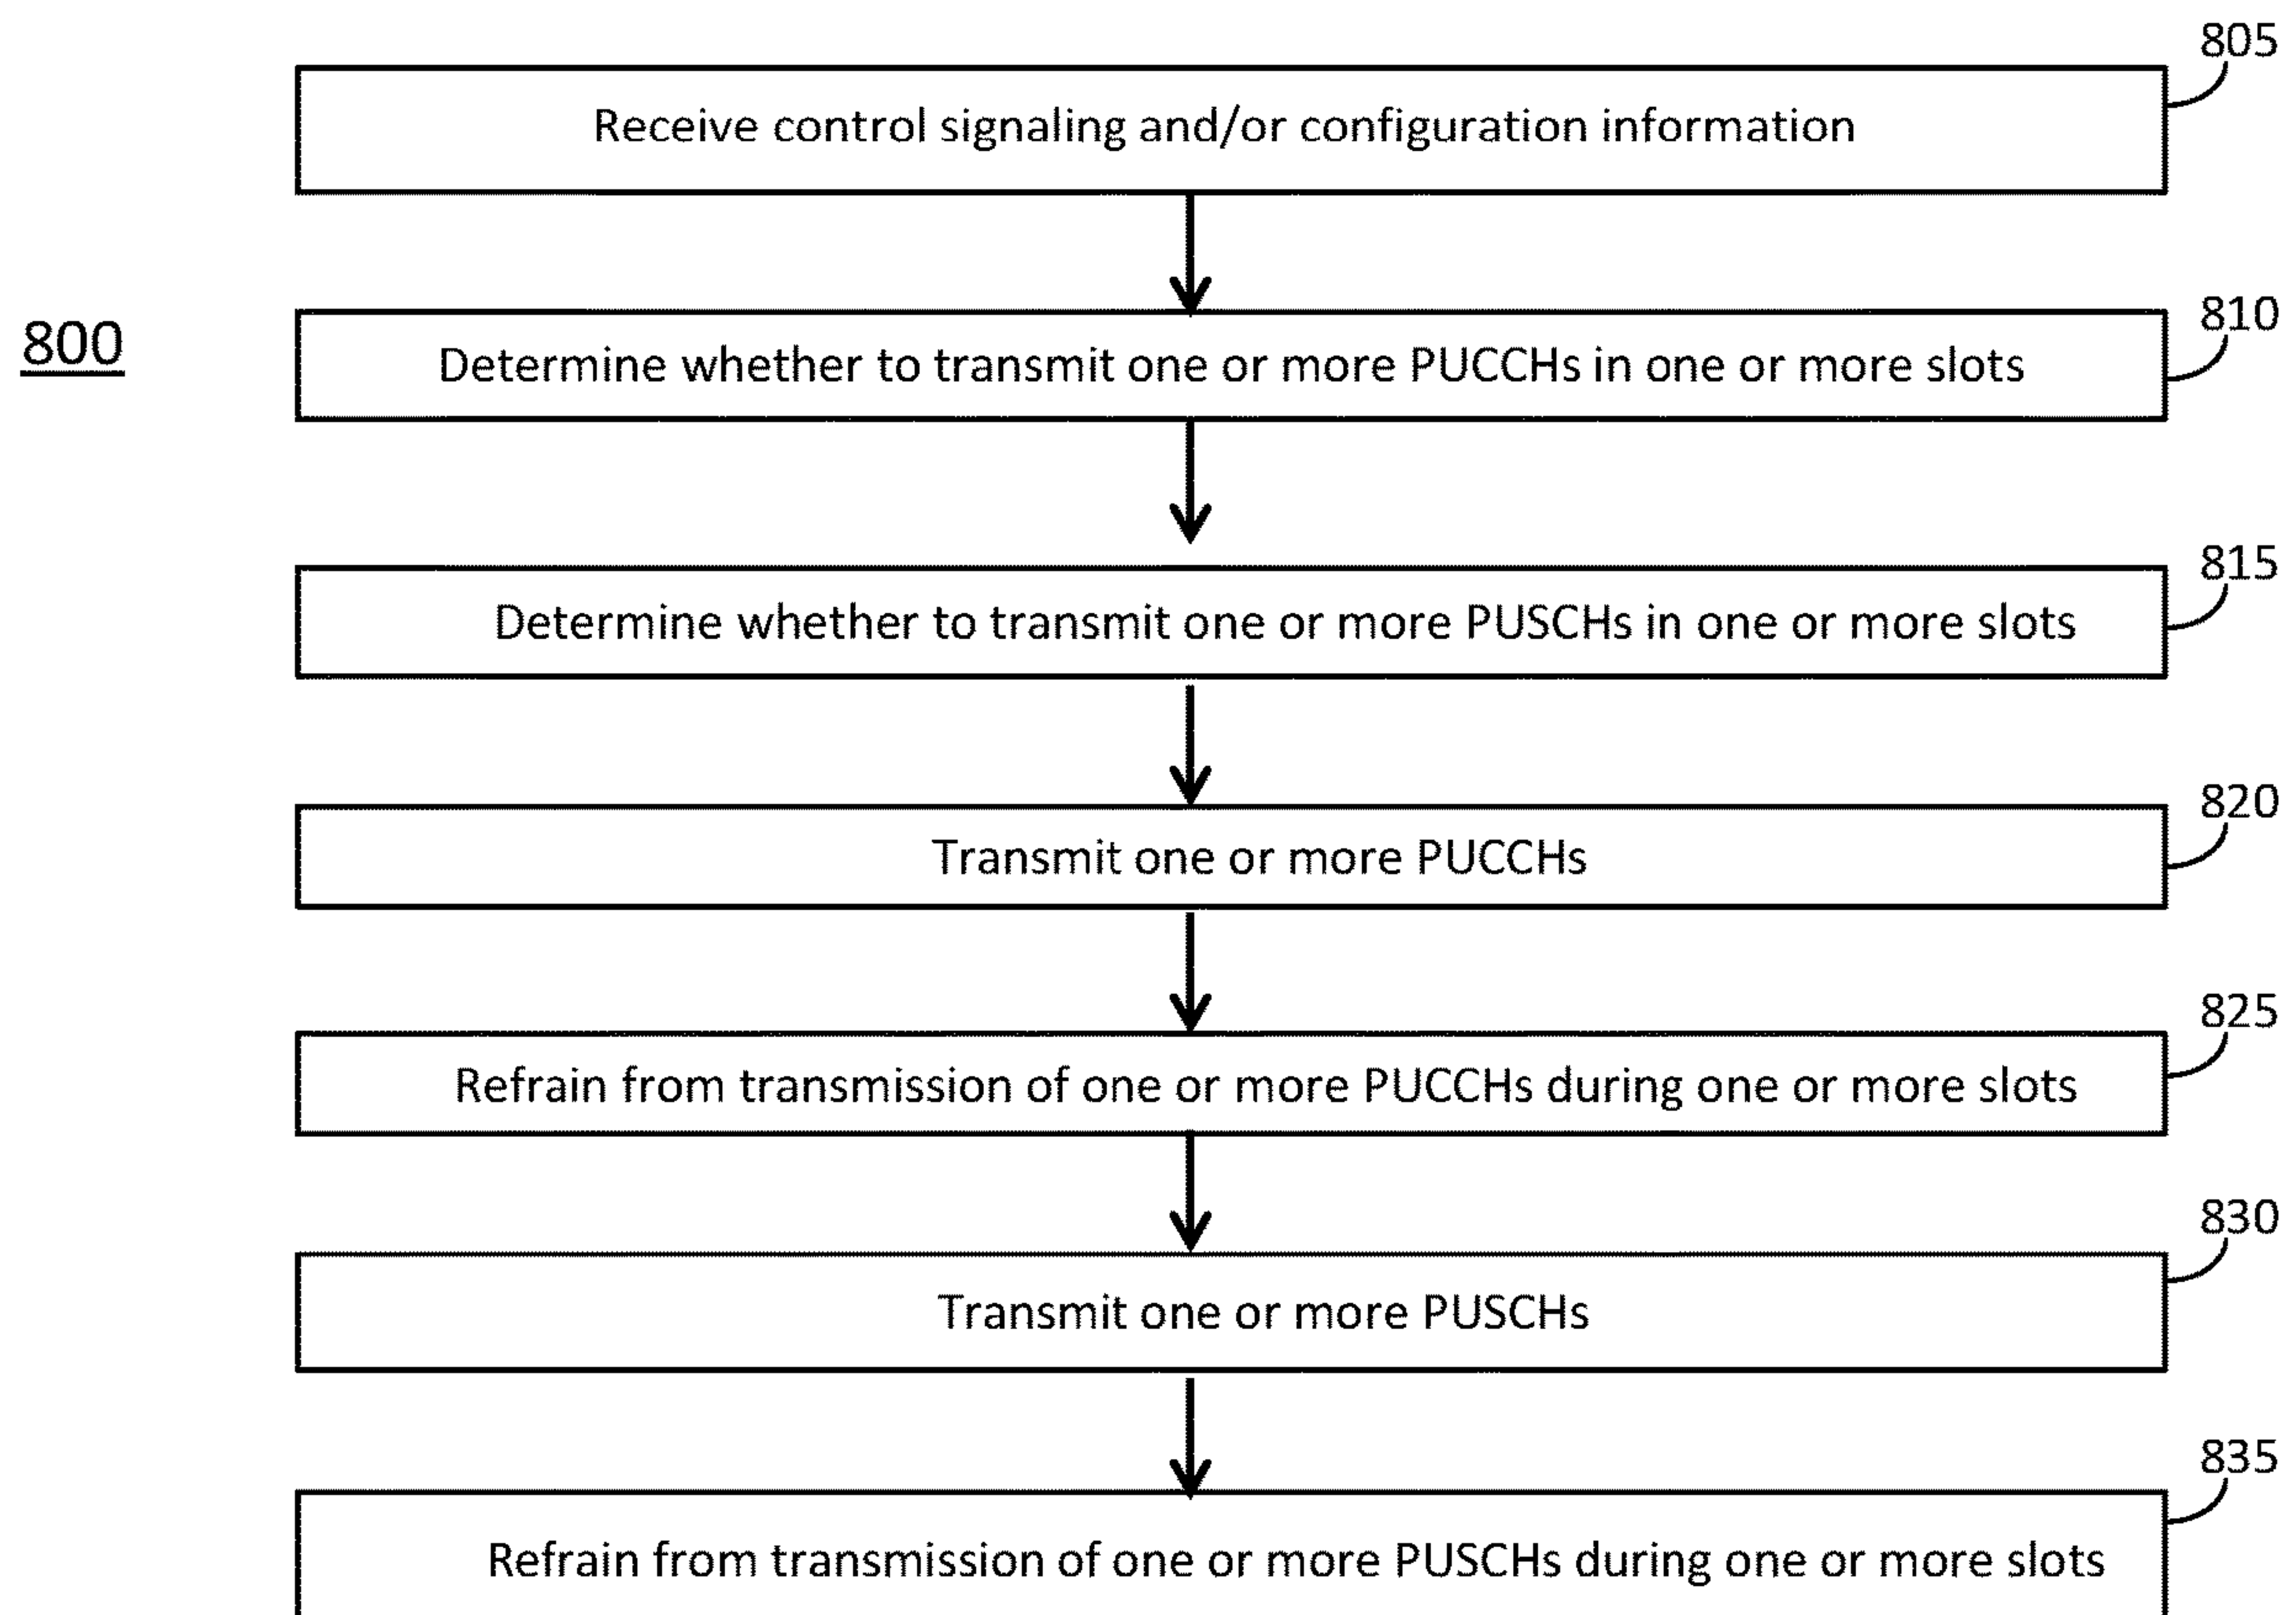 805
Receive control signaling and/or configuration information
800
810
Determine whether to transmit one or more PUCCHs in one or more slots
815
Determine whether to transmit one or more PUSCHs in one or more slots
820
Transmit one or more PUCCHs
825
Refrain from transmission of one or more PUCCHs during one or more slots
830
Transmit one or more PUSCHs
835
Refrain from transmission of one or more PUSCHs during one or more slots